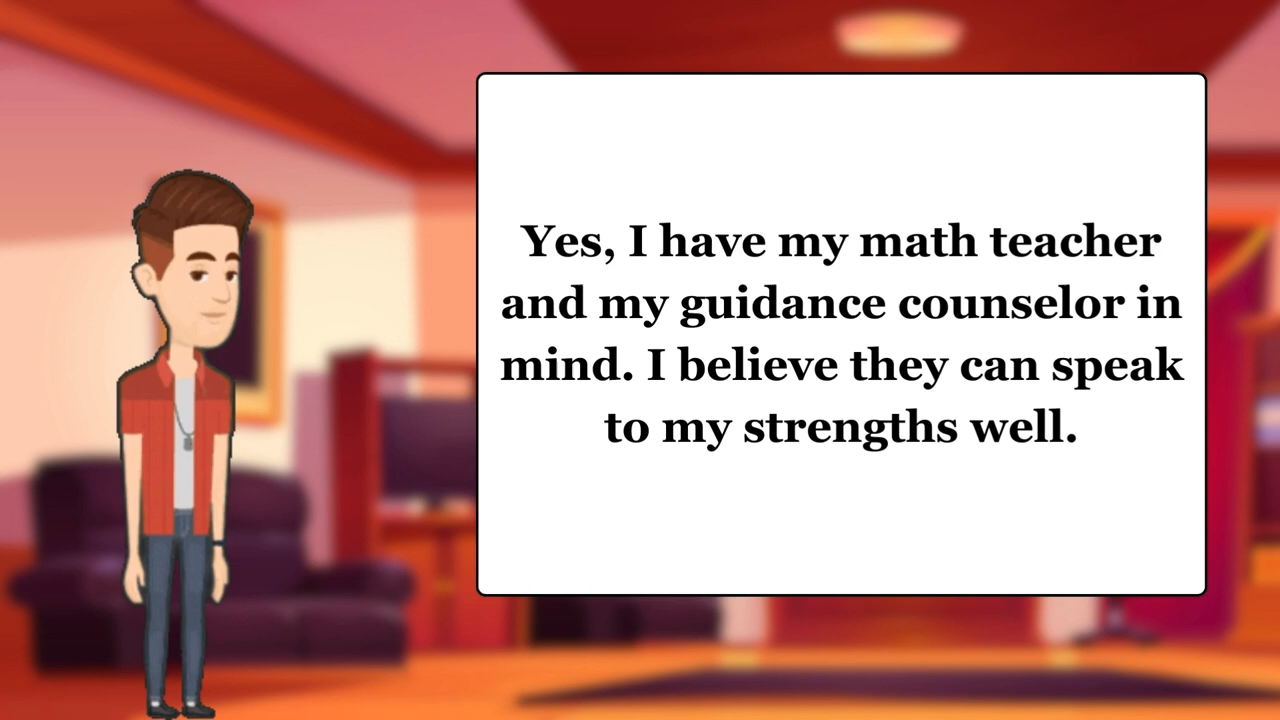 Yes, I have my math teacher
and my guidance counselor in
mind. I believe they can speak
to my strengths well.